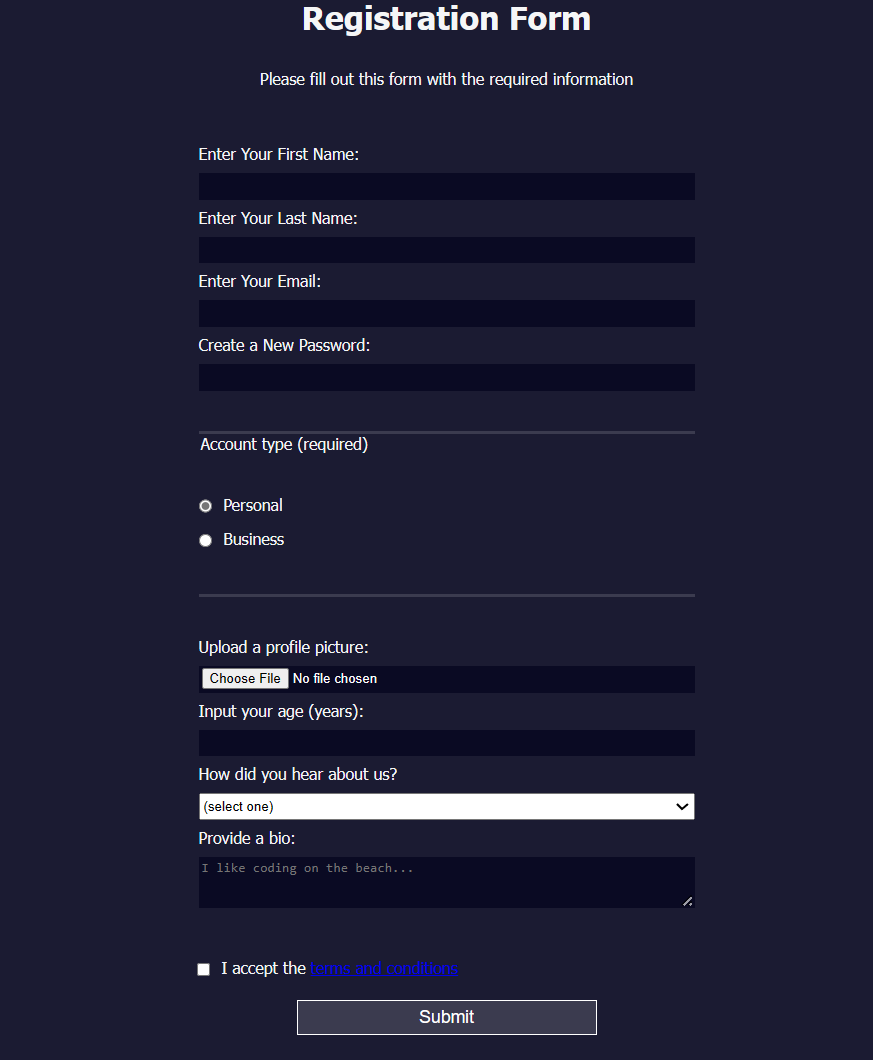 Registration Form
Please fill out this form with the required information
Enter Your First Name:
Enter Your Last Name:
Enter Your Email:
Create a New Password:
Account type (required)
Personal
Business
Upload a profile picture:
Choose File No file chosen
Input your age (years):
How did you hear about us?
(select one)
Provide a bio:
I like coding on the beach...
I accept the terms and conditions
Submit